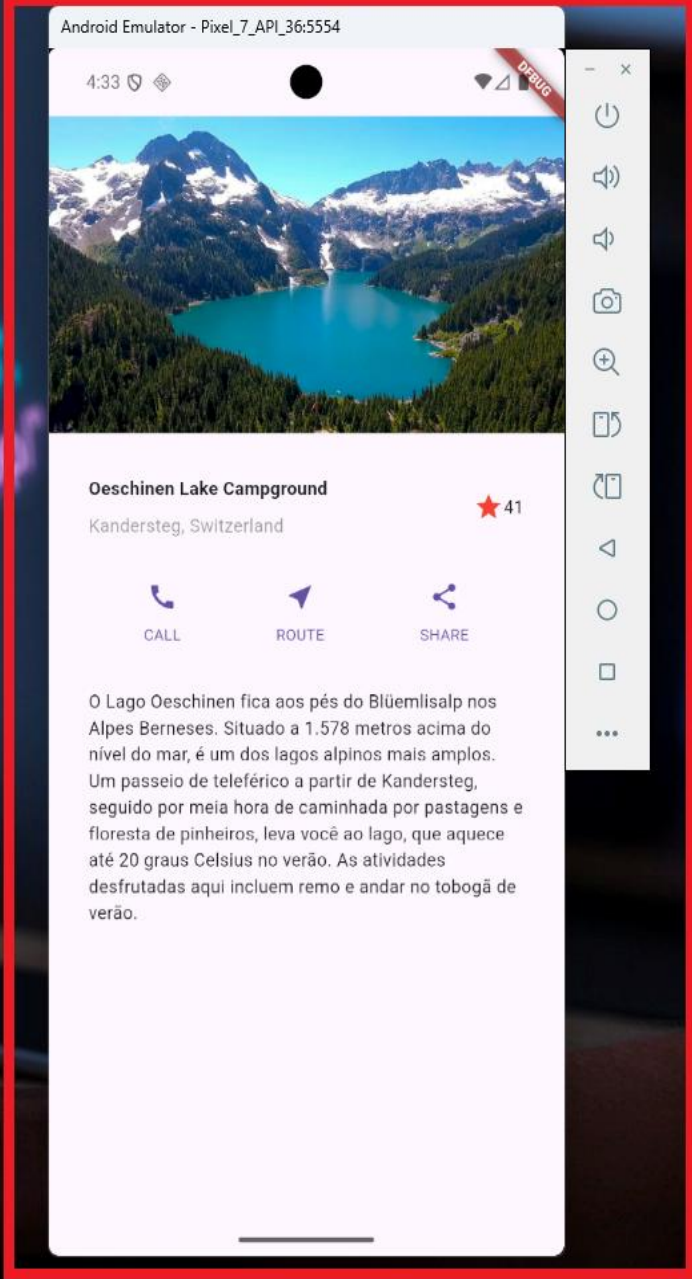 Android Emulator - Pixel_7_API_36:5554
4:33
DEBUG
Oeschinen Lake Campground
Kandersteg, Switzerland
41
CALL
ROUTE
SHARE
O Lago Oeschinen fica aos pés do Blüemlisalp nos
Alpes Berneses. Situado a 1.578 metros acima do
nível do mar, é um dos lagos alpinos mais amplos.
Um passeio de teleférico a partir de Kandersteg,
seguido por meia hora de caminhada por pastagens e
floresta de pinheiros, leva você ao lago, que aquece
até 20 graus Celsius no verão. As atividades
desfrutadas aqui incluem remo e andar no tobogã de
verão.